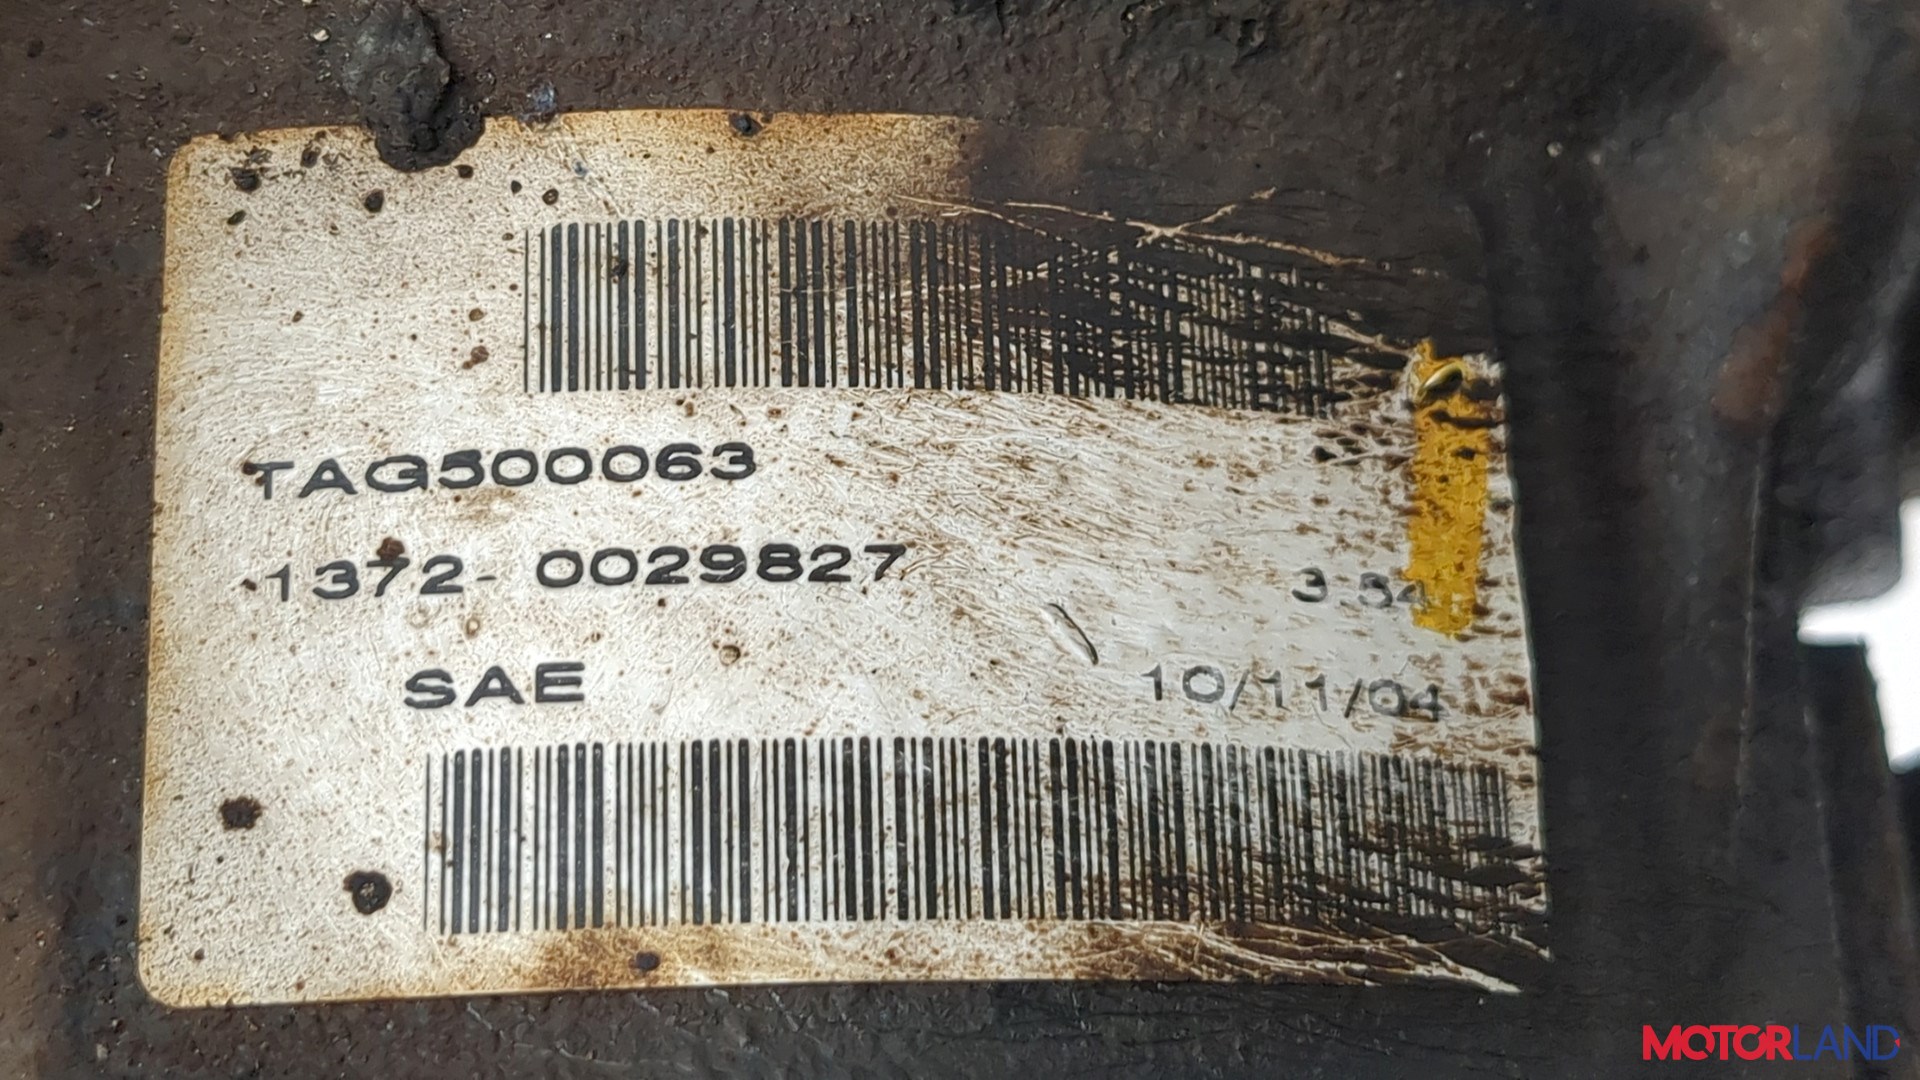 TAG500063
1372- 0029827 3.54
SAE 10/11/04
MOTORLAND